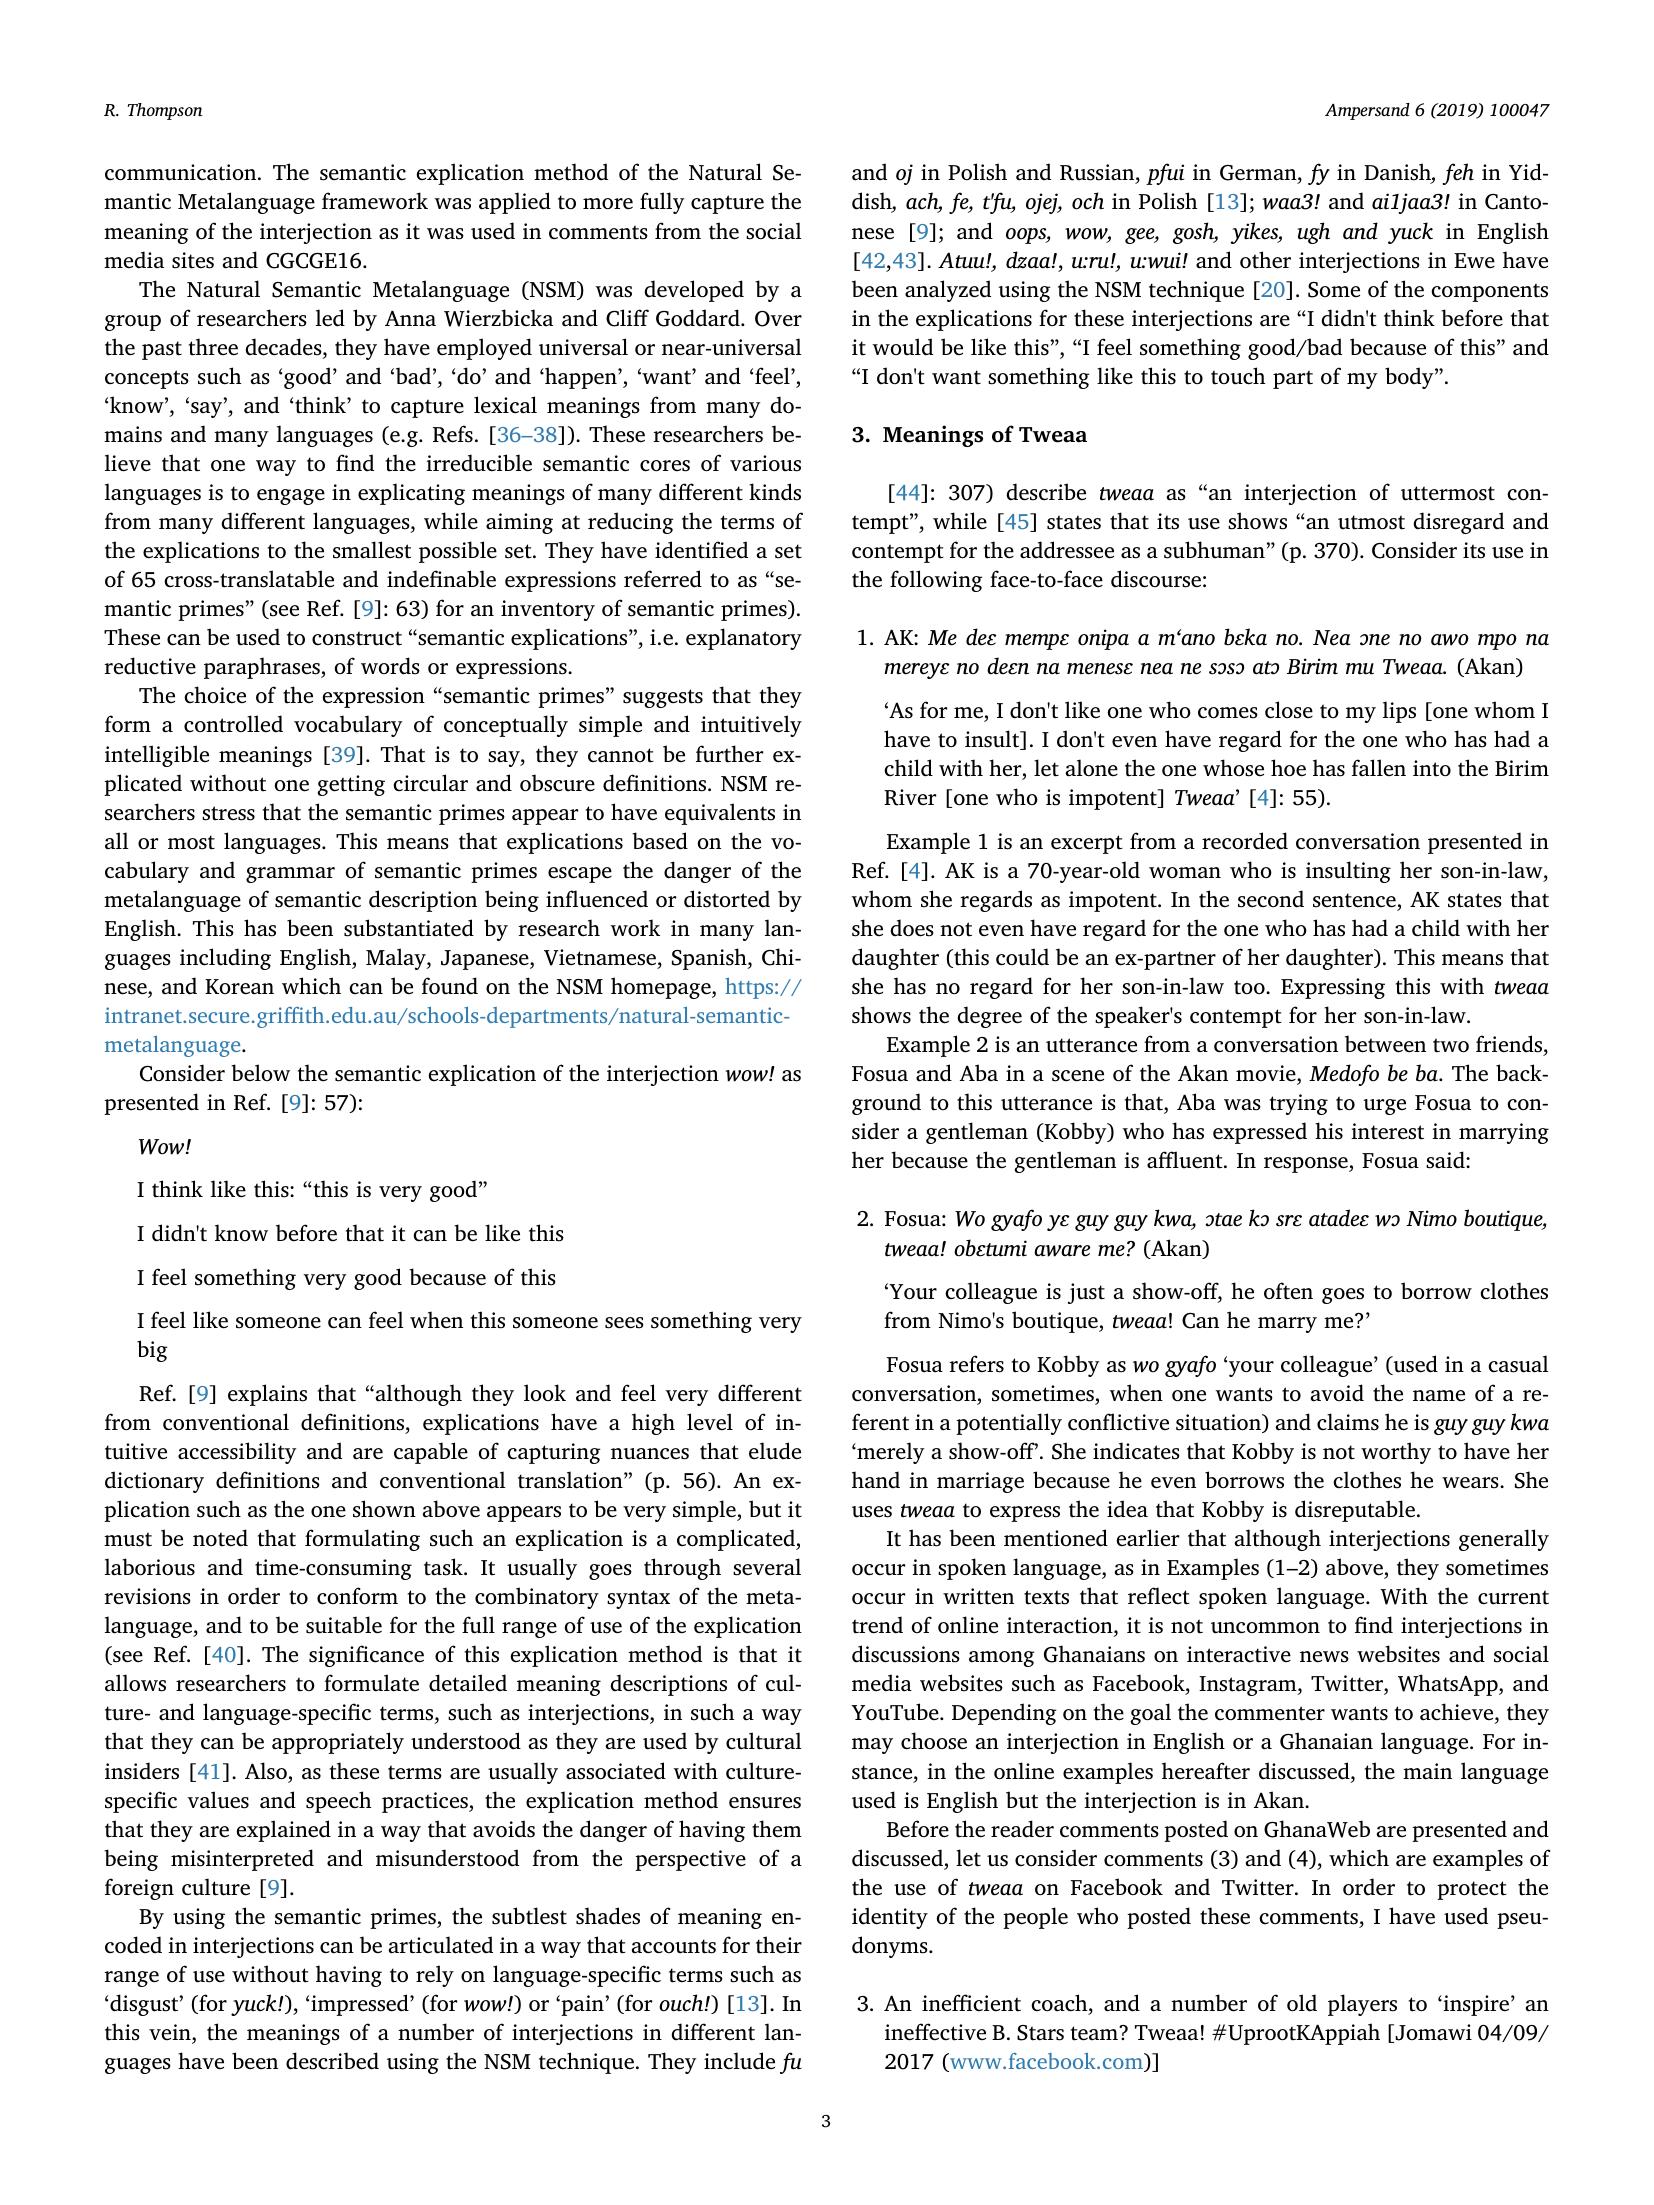 R. Thompson
Ampersand 6 (2019) 100047
communication. The semantic explication method of the Natural Se-
mantic Metalanguage framework was applied to more fully capture the
meaning of the interjection as it was used in comments from the social
media sites and CGCGE16.
The Natural Semantic Metalanguage (NSM) was developed by a
group of researchers led by Anna Wierzbicka and Cliff Goddard. Over
the past three decades, they have employed universal or near-universal
concepts such as ‘good’ and ‘bad’, ‘do’ and ‘happen’, ‘want’ and ‘feel’,
‘know’, ‘say’, and ‘think’ to capture lexical meanings from many do-
mains and many languages (e.g. Refs. [36–38]). These researchers be-
lieve that one way to find the irreducible semantic cores of various
languages is to engage in explicating meanings of many different kinds
from many different languages, while aiming at reducing the terms of
the explications to the smallest possible set. They have identified a set
of 65 cross-translatable and indefinable expressions referred to as “se-
mantic primes” (see Ref. [9]: 63) for an inventory of semantic primes).
These can be used to construct “semantic explications”, i.e. explanatory
reductive paraphrases, of words or expressions.
The choice of the expression “semantic primes” suggests that they
form a controlled vocabulary of conceptually simple and intuitively
intelligible meanings [39]. That is to say, they cannot be further ex-
plicated without one getting circular and obscure definitions. NSM re-
searchers stress that the semantic primes appear to have equivalents in
all or most languages. This means that explications based on the vo-
cabulary and grammar of semantic primes escape the danger of the
metalanguage of semantic description being influenced or distorted by
English. This has been substantiated by research work in many lan-
guages including English, Malay, Japanese, Vietnamese, Spanish, Chi-
nese, and Korean which can be found on the NSM homepage, https://
intranet.secure.griffith.edu.au/schools-departments/natural-semantic-
metalanguage.
Consider below the semantic explication of the interjection wow! as
presented in Ref. [9]: 57):
Wow!
I think like this: “this is very good”
I didn't know before that it can be like this
I feel something very good because of this
I feel like someone can feel when this someone sees something very
big
Ref. [9] explains that “although they look and feel very different
from conventional definitions, explications have a high level of in-
tuitive accessibility and are capable of capturing nuances that elude
dictionary definitions and conventional translation” (p. 56). An ex-
plication such as the one shown above appears to be very simple, but it
must be noted that formulating such an explication is a complicated,
laborious and time-consuming task. It usually goes through several
revisions in order to conform to the combinatory syntax of the meta-
language, and to be suitable for the full range of use of the explication
(see Ref. [40]. The significance of this explication method is that it
allows researchers to formulate detailed meaning descriptions of cul-
ture- and language-specific terms, such as interjections, in such a way
that they can be appropriately understood as they are used by cultural
insiders [41]. Also, as these terms are usually associated with culture-
specific values and speech practices, the explication method ensures
that they are explained in a way that avoids the danger of having them
being misinterpreted and misunderstood from the perspective of a
foreign culture [9].
By using the semantic primes, the subtlest shades of meaning en-
coded in interjections can be articulated in a way that accounts for their
range of use without having to rely on language-specific terms such as
‘disgust’ (for yuck!), ‘impressed’ (for wow!) or ‘pain’ (for ouch!) [13]. In
this vein, the meanings of a number of interjections in different lan-
guages have been described using the NSM technique. They include fu
and oj in Polish and Russian, pfui in German, fy in Danish, feh in Yid-
dish, ach, fe, t'fu, ojej, och in Polish [13]; waa3! and ai1jaa3! in Canto-
nese [9]; and oops, wow, gee, gosh, yikes, ugh and yuck in English
[42,43]. Atuu!, dzaa!, u:ru!, u:wui! and other interjections in Ewe have
been analyzed using the NSM technique [20]. Some of the components
in the explications for these interjections are “I didn't think before that
it would be like this”, “I feel something good/bad because of this” and
“I don't want something like this to touch part of my body”.
3. Meanings of Tweaa
[44]: 307) describe tweaa as “an interjection of uttermost con-
tempt”, while [45] states that its use shows “an utmost disregard and
contempt for the addressee as a subhuman” (p. 370). Consider its use in
the following face-to-face discourse:
1. AK: Me deɛ mempɛ onipa a m‘ano bɛka no. Nea ɔne no awo mpo na
mereyɛ no deɛn na menesɛ nea ne sɔsɔ atɔ Birim mu Tweaa. (Akan)
‘As for me, I don't like one who comes close to my lips [one whom I
have to insult]. I don't even have regard for the one who has had a
child with her, let alone the one whose hoe has fallen into the Birim
River [one who is impotent] Tweaa’ [4]: 55).
Example 1 is an excerpt from a recorded conversation presented in
Ref. [4]. AK is a 70-year-old woman who is insulting her son-in-law,
whom she regards as impotent. In the second sentence, AK states that
she does not even have regard for the one who has had a child with her
daughter (this could be an ex-partner of her daughter). This means that
she has no regard for her son-in-law too. Expressing this with tweaa
shows the degree of the speaker's contempt for her son-in-law.
Example 2 is an utterance from a conversation between two friends,
Fosua and Aba in a scene of the Akan movie, Medofo be ba. The back-
ground to this utterance is that, Aba was trying to urge Fosua to con-
sider a gentleman (Kobby) who has expressed his interest in marrying
her because the gentleman is affluent. In response, Fosua said:
2. Fosua: Wo gyafo yɛ guy guy kwa, ɔtae kɔ srɛ atadeɛ wɔ Nimo boutique,
tweaa! obɛtumi aware me? (Akan)
‘Your colleague is just a show-off, he often goes to borrow clothes
from Nimo's boutique, tweaa! Can he marry me?’
Fosua refers to Kobby as wo gyafo ‘your colleague’ (used in a casual
conversation, sometimes, when one wants to avoid the name of a re-
ferent in a potentially conflictive situation) and claims he is guy guy kwa
‘merely a show-off’. She indicates that Kobby is not worthy to have her
hand in marriage because he even borrows the clothes he wears. She
uses tweaa to express the idea that Kobby is disreputable.
It has been mentioned earlier that although interjections generally
occur in spoken language, as in Examples (1–2) above, they sometimes
occur in written texts that reflect spoken language. With the current
trend of online interaction, it is not uncommon to find interjections in
discussions among Ghanaians on interactive news websites and social
media websites such as Facebook, Instagram, Twitter, WhatsApp, and
YouTube. Depending on the goal the commenter wants to achieve, they
may choose an interjection in English or a Ghanaian language. For in-
stance, in the online examples hereafter discussed, the main language
used is English but the interjection is in Akan.
Before the reader comments posted on GhanaWeb are presented and
discussed, let us consider comments (3) and (4), which are examples of
the use of tweaa on Facebook and Twitter. In order to protect the
identity of the people who posted these comments, I have used pseu-
donyms.
3. An inefficient coach, and a number of old players to ‘inspire’ an
ineffective B. Stars team? Tweaa! #UprootKAppiah [Jomawi 04/09/
2017 (www.facebook.com)]
3